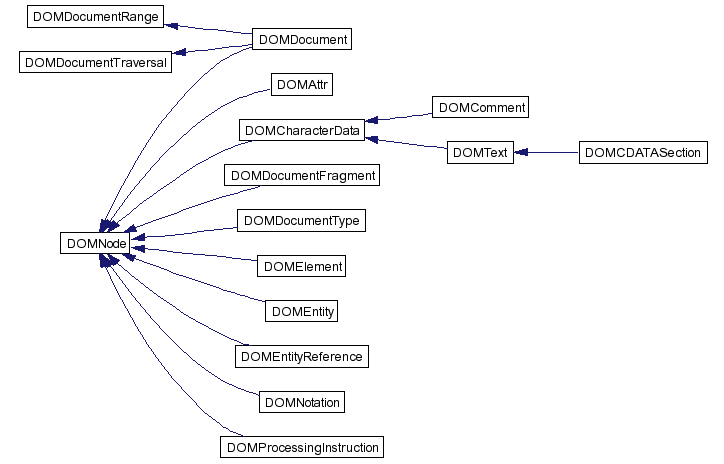 DOMDocumentRange
DOMDocument
DOMDocumentTraversal
DOMAttr
DOMComment
DOMCharacterData
DOMText
DOMCDATASection
DOMDocumentFragment
DOMDocumentType
DOMNode
DOMElement
DOMEntity
DOMEntityReference
DOMNotation
DOMProcessingInstruction